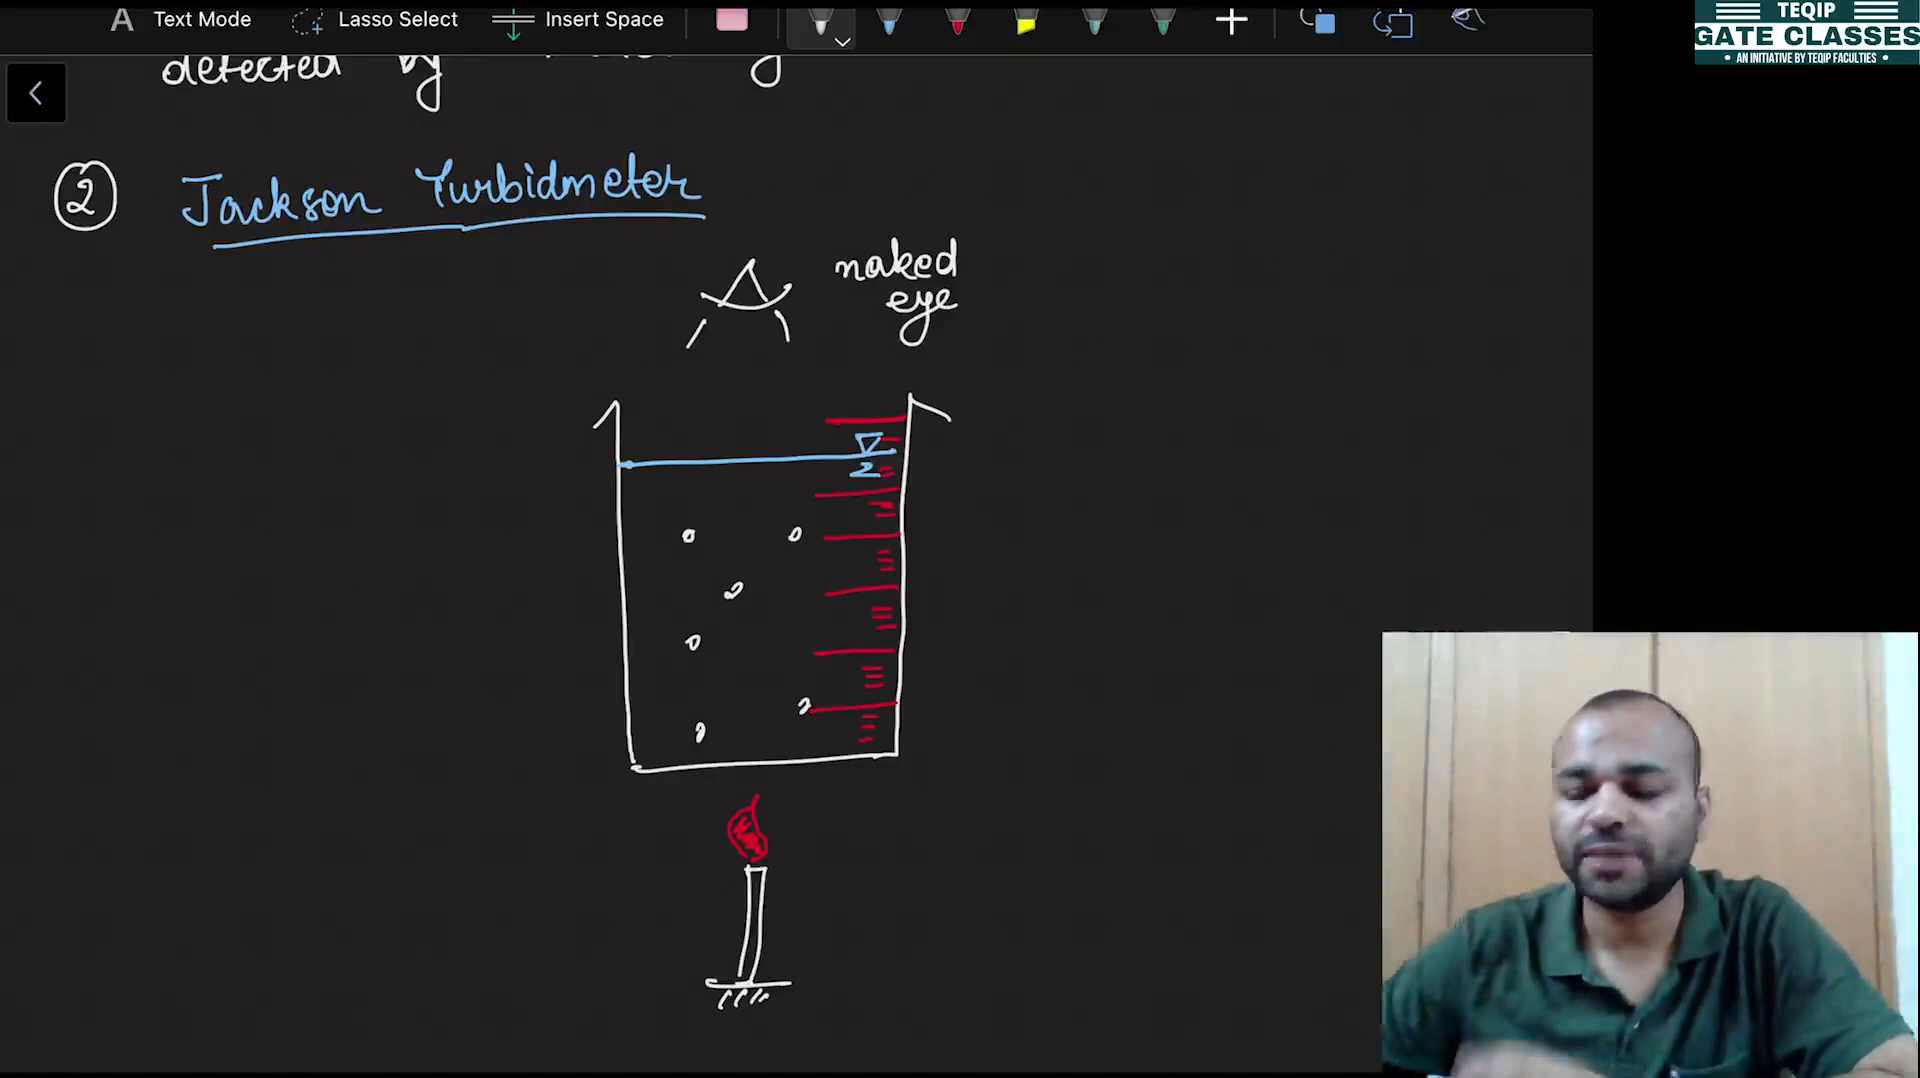 Text Mode
Lasso Select
Insert Space
TEQIP
GATE CLASSES
• AN INITIATIVE BY TEQIP FACULTIES •
detected by
2 Jackson Turbidmeter
naked
eye